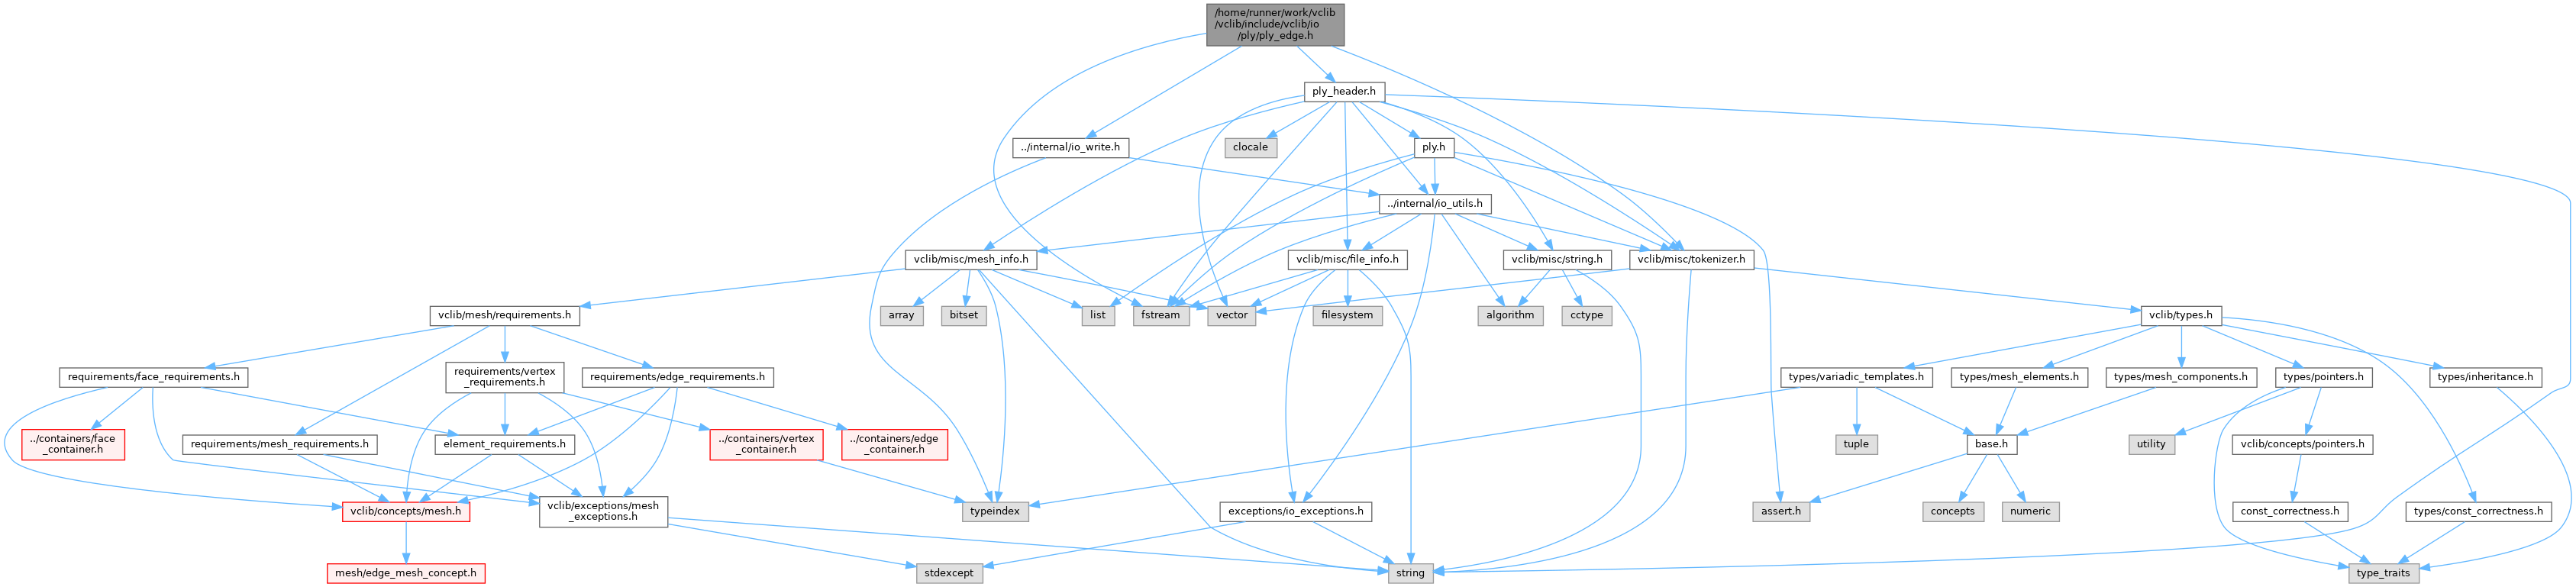 /home/runner/work/vclib
/vclib/include/vclib/io
/ply/ply_edge.h
ply_header.h
../internal/io_write.h
clocale
ply.h
../internal/io_utils.h
vclib/misc/mesh_info.h
vclib/misc/file_info.h
vclib/misc/string.h
vclib/misc/tokenizer.h
vclib/mesh/requirements.h
array
bitset
list
fstream
vector
filesystem
algorithm
cctype
vclib/types.h
requirements/face_requirements.h
requirements/vertex
_requirements.h
requirements/edge_requirements.h
types/variadic_templates.h
types/mesh_elements.h
types/mesh_components.h
types/pointers.h
types/inheritance.h
../containers/face
_container.h
requirements/mesh_requirements.h
element_requirements.h
../containers/vertex
_container.h
../containers/edge
_container.h
tuple
base.h
utility
vclib/concepts/pointers.h
vclib/concepts/mesh.h
vclib/exceptions/mesh
_exceptions.h
typeindex
exceptions/io_exceptions.h
assert.h
concepts
numeric
const_correctness.h
types/const_correctness.h
mesh/edge_mesh_concept.h
stdexcept
string
type_traits